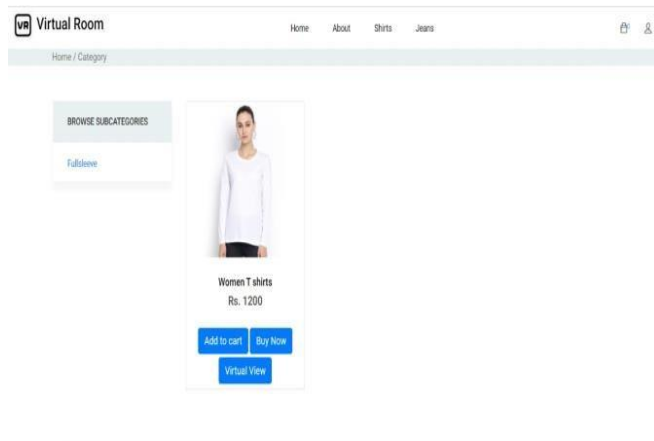 VR Virtual Room
Home About Shirts Jeans
Home / Category
BROWSE SUBCATEGORIES
Fullsleeve
Women T shirts
Rs. 1200
Add to cart Buy Now
Virtual View